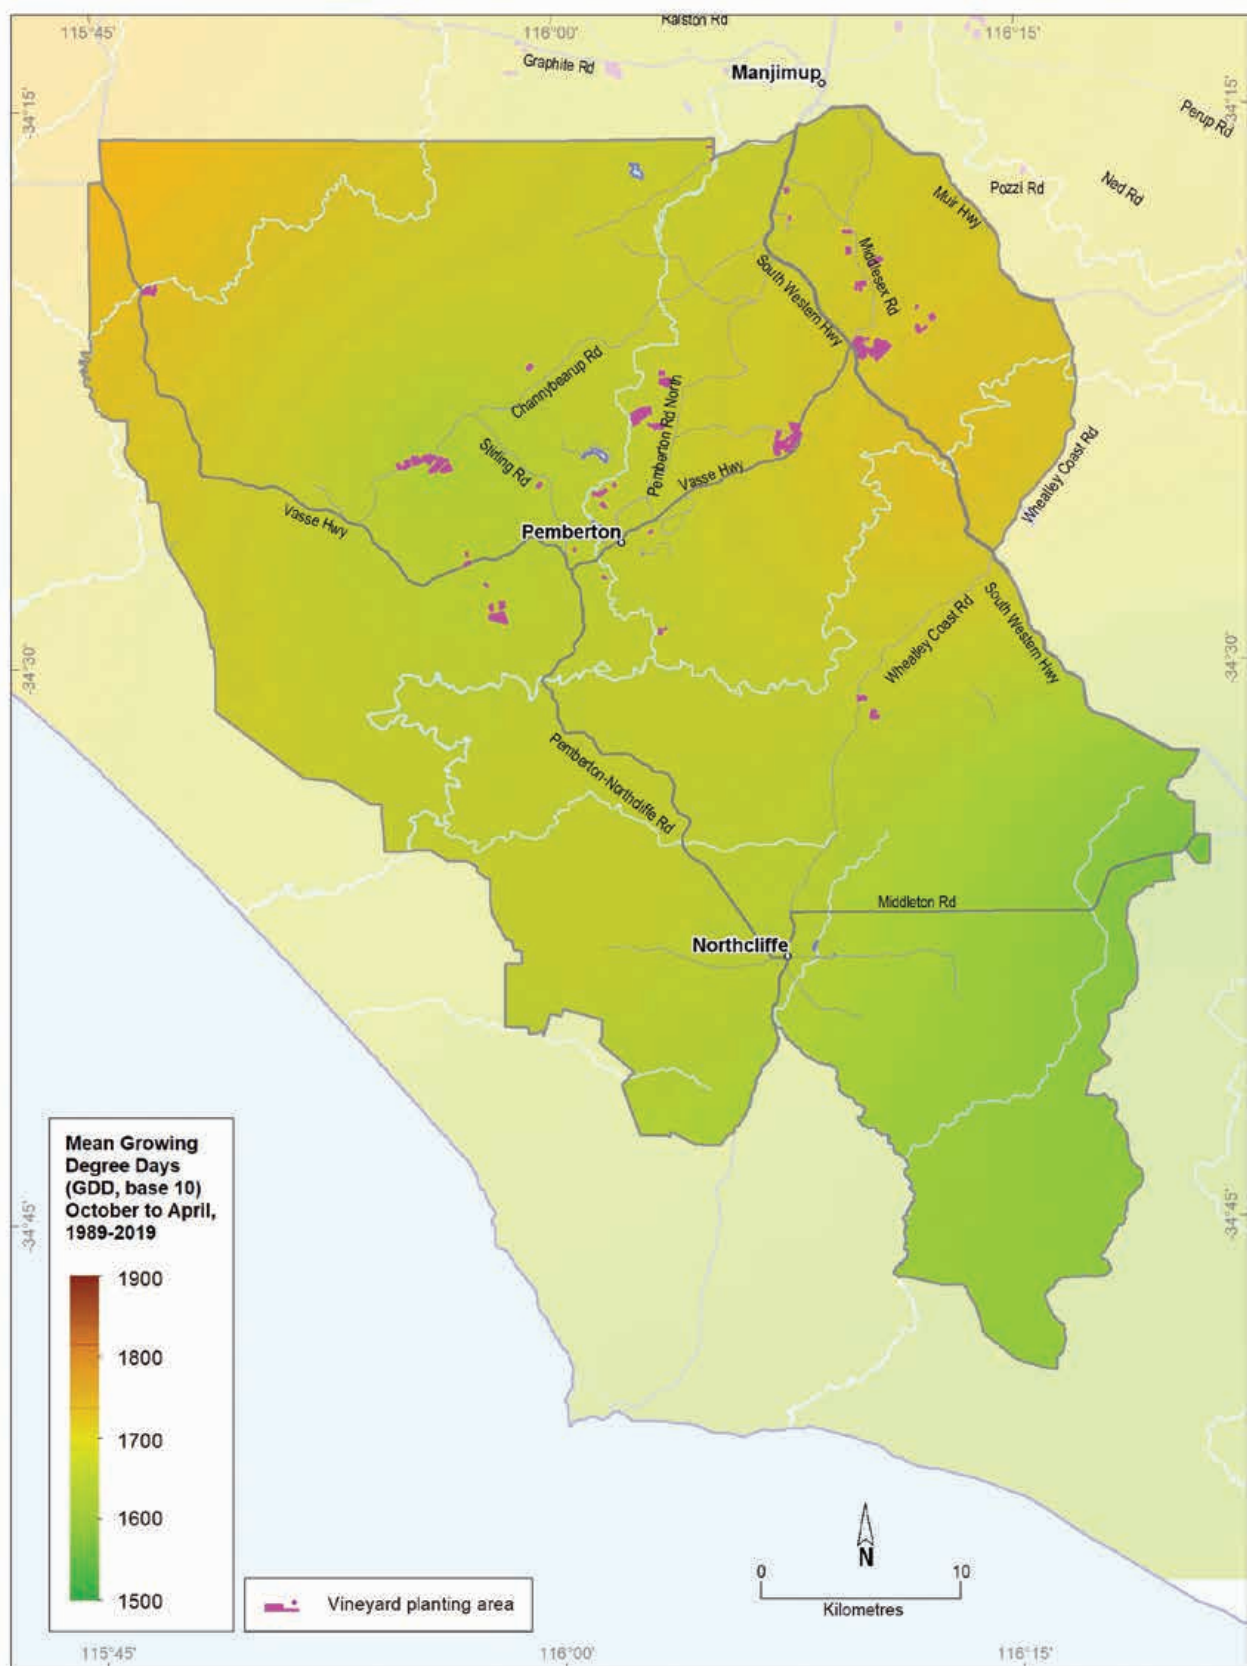 Ralston Rd
115°45'
116°00'
116°15'
Graphite Rd
Manjimup
-34°15'
-34°15'
Perup Rd
Pozzi Rd
Ned Rd
Muir Hwy
Middlesex Rd
South Western Hwy
Channybearup Rd
Pemberton Rd North
Stirling Rd
Vasse Hwy
Wheatley Coast Rd
Vasse Hwy
Pemberton
Wheatley Coast Rd
South Western Hwy
-34°30'
-34°30'
Pemberton-Northcliffe Rd
Middleton Rd
Northcliffe
Mean Growing
Degree Days
(GDD, base 10)
October to April,
1989-2019
-34°45'
-34°45'
1900
1800
1700
1600
1500
Vineyard planting area
N
0 10
Kilometres
115°45'
116°00'
116°15'